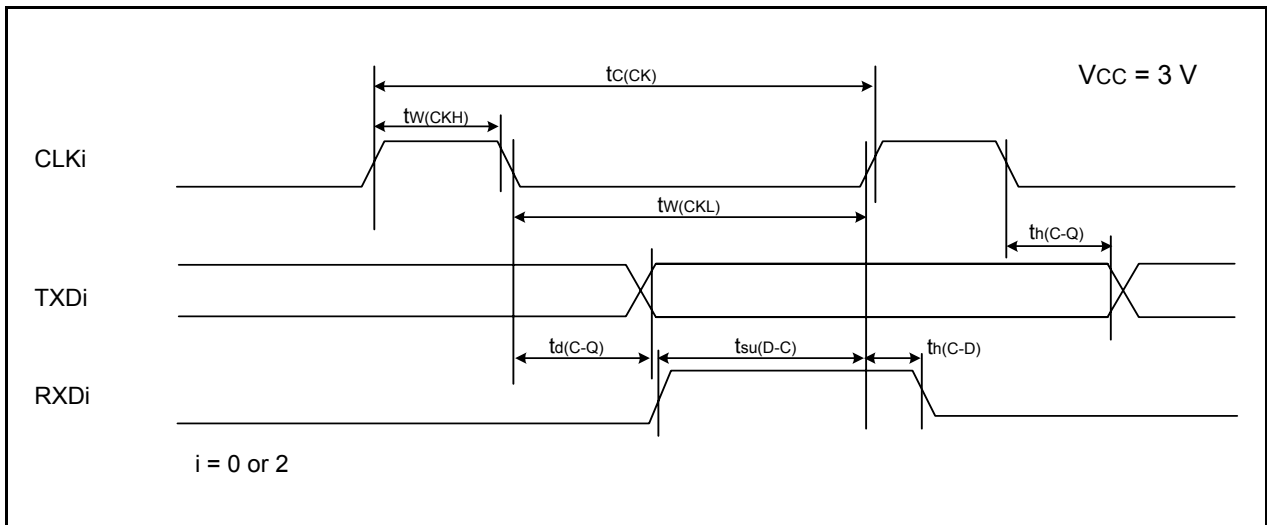 tC(CK)
VCC = 3 V
tW(CKH)
CLKi
tW(CKL)
th(C-Q)
TXDi
td(C-Q)
tsu(D-C)
th(C-D)
RXDi
i = 0 or 2